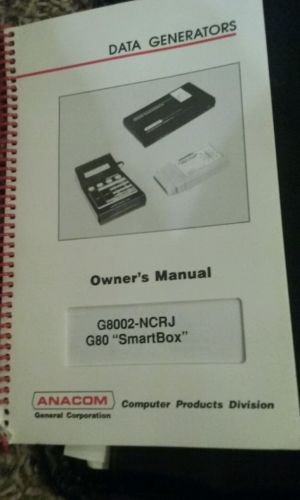 DATA GENERATORS
Owner's Manual
G8002-NCRJ
G80 "SmartBox"
ANACOM
General Corporation
Computer Products Division